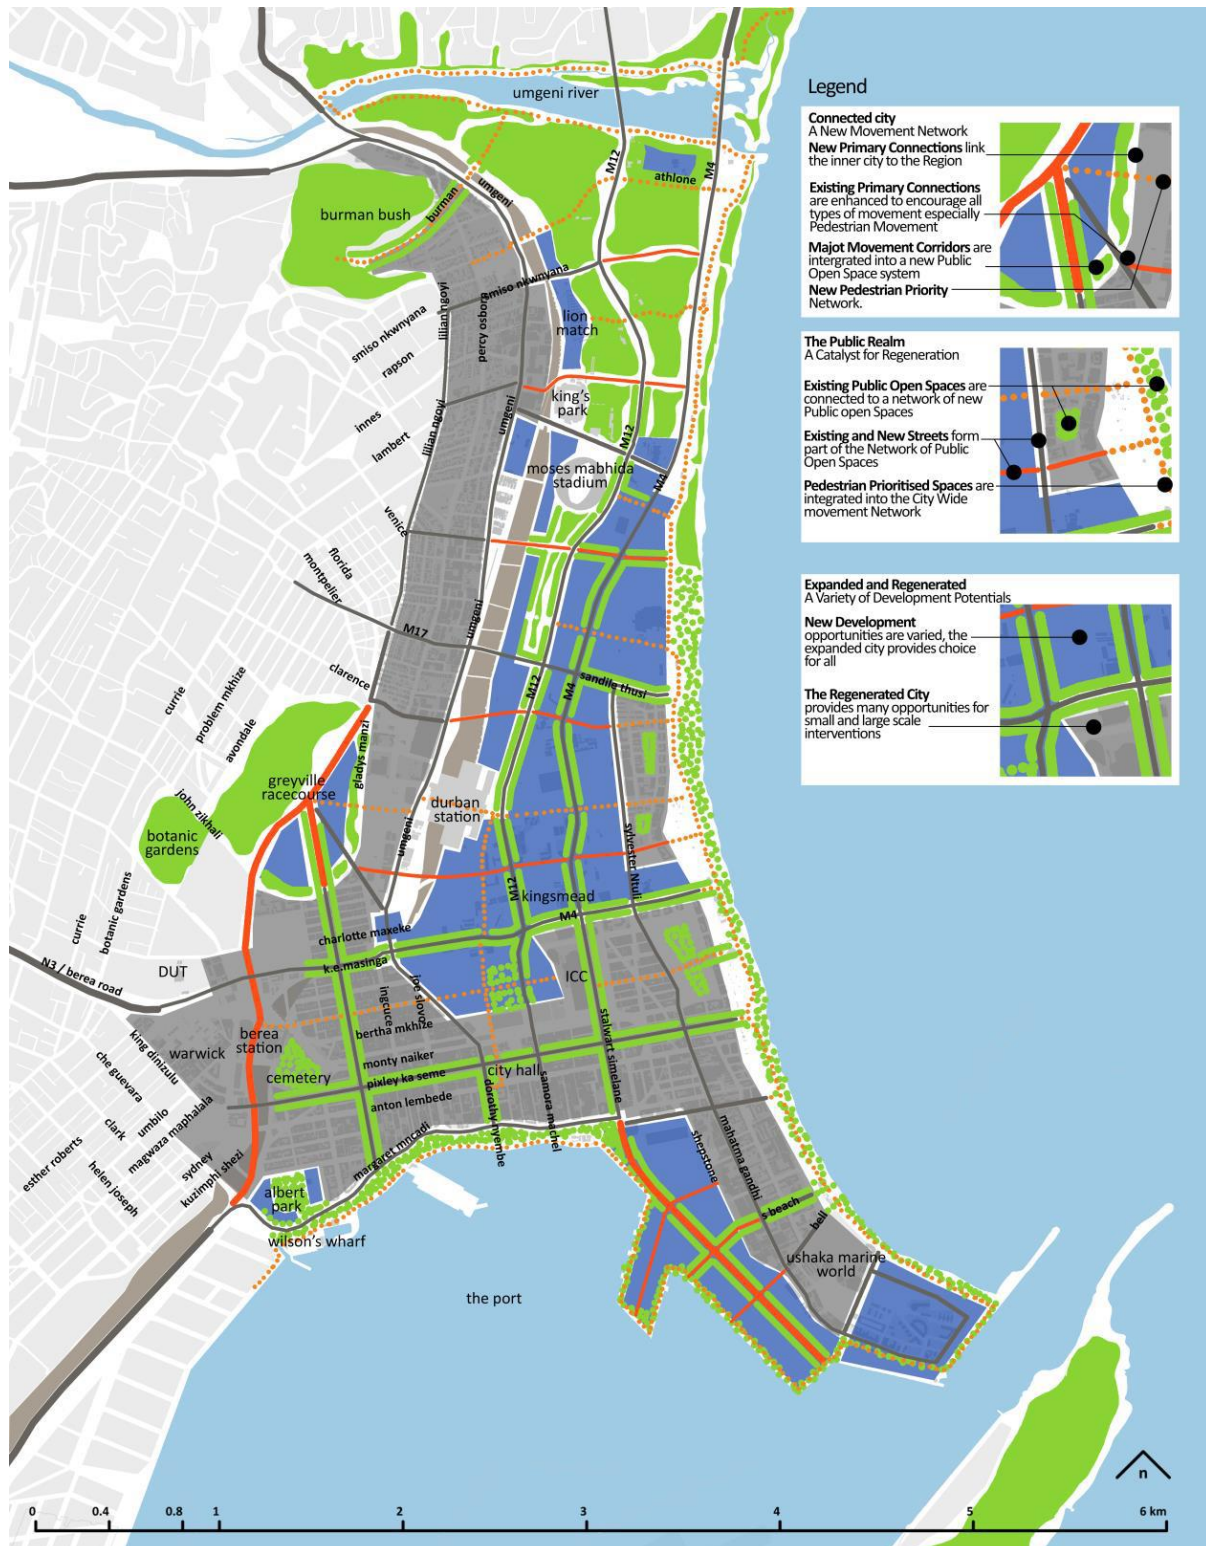 Legend
Connected city
A New Movement Network
New Primary Connections link
the inner city to the Region
Existing Primary Connections
are enhanced to encourage all
types of movement especially
Pedestrian Movement
Majot Movement Corridors are
intergrated into a new Public
Open Space system
New Pedestrian Priority
Network.
The Public Realm
A Catalyst for Regeneration
Existing Public Open Spaces are
connected to a network of new
Public open Spaces
Existing and New Streets form
part of the Network of Public
Open Spaces
Pedestrian Prioritised Spaces are
integrated into the City Wide
movement Network
Expanded and Regenerated
A Variety of Development Potentials
New Development
opportunities are varied, the
expanded city provides choice
for all
The Regenerated City
provides many opportunities for
small and large scale
interventions
umgeni river
M12
M4
athlone
umgeni
burman
burman bush
smiso nkwnyana
lilian ngoyi
percy osborn
smiso nkwnyana
rapson
lion
match
king's
park
innes
lambert
lilian ngoyi
umgeni
M12
moses mabhida
stadium
M4
venice
florida
montpelier
umgeni
M17
clarence
M12
M4
sandile thusi
currie
problem mkhize
avondale
gladys manzi
greyville
racecourse
durban
station
john zikhali
botanic
gardens
umgeni
sylvester Ntuli
M12
kingsmead
M4
currie
botanic gardens
charlotte maxeke
k.e.masinga
DUT
N3 / berea road
ICC
joe slovo
ingcuce
berea
station
bertha mkhize
stalwart simelane
warwick
king dinizulu
che guevara
cemetery
monty naiker
pixley ka seme
city hall
anton lembede
dorothy nyembe
samora machel
umbilo
clark
magwaza maphalala
esther roberts
helen joseph
sydney
kuzimphi shezi
margaret mncadi
shepstone
mahatma gandhi
albert
park
s beach
bell
wilson's wharf
ushaka marine
world
the port
n
0
0.4
0.8
1
2
3
4
5
6 km